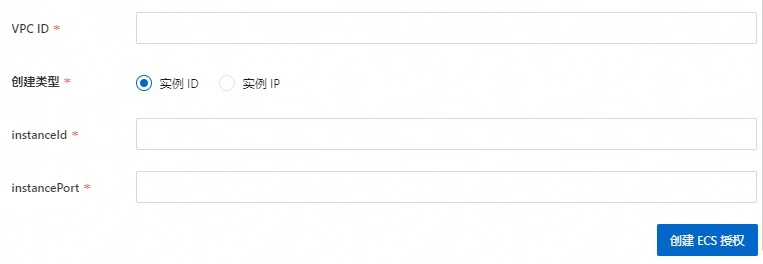 VPC ID *
创建类型 * 实例 ID 实例 IP
instanceId *
instancePort *
创建 ECS 授权